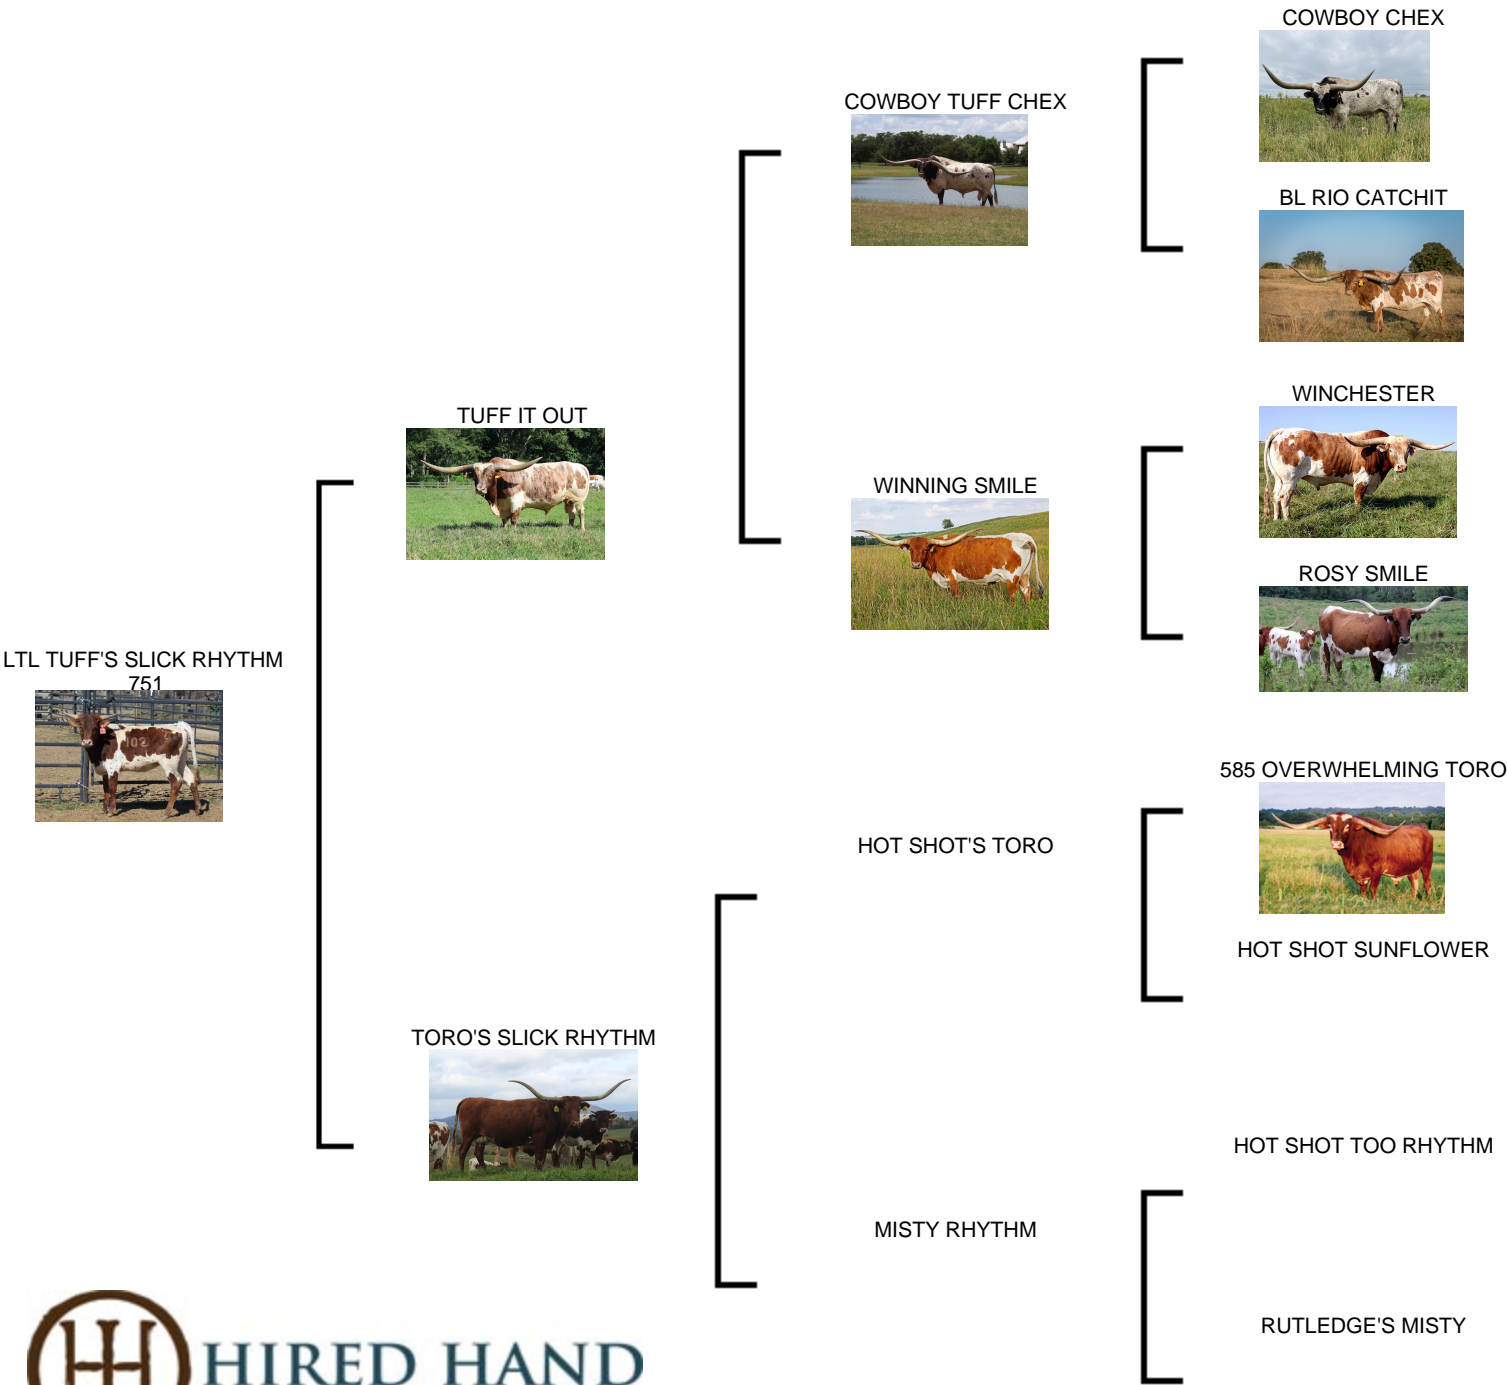 COWBOY CHEX
COWBOY TUFF CHEX
BL RIO CATCHIT
WINCHESTER
TUFF IT OUT
WINNING SMILE
ROSY SMILE
LTL TUFF'S SLICK RHYTHM
751
102
585 OVERWHELMING TORO
HOT SHOT'S TORO
HOT SHOT SUNFLOWER
TORO'S SLICK RHYTHM
HOT SHOT TOO RHYTHM
MISTY RHYTHM
RUTLEDGE'S MISTY
HIRED HAND